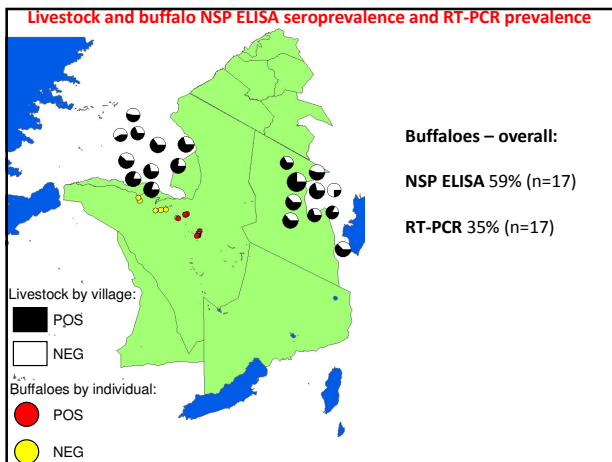 Livestock and buffalo NSP ELISA seroprevalence and RT-PCR prevalence
Buffaloes – overall:
NSP ELISA 59% (n=17)
RT-PCR 35% (n=17)
Livestock by village:
POS
NEG
Buffaloes by individual:
POS
NEG